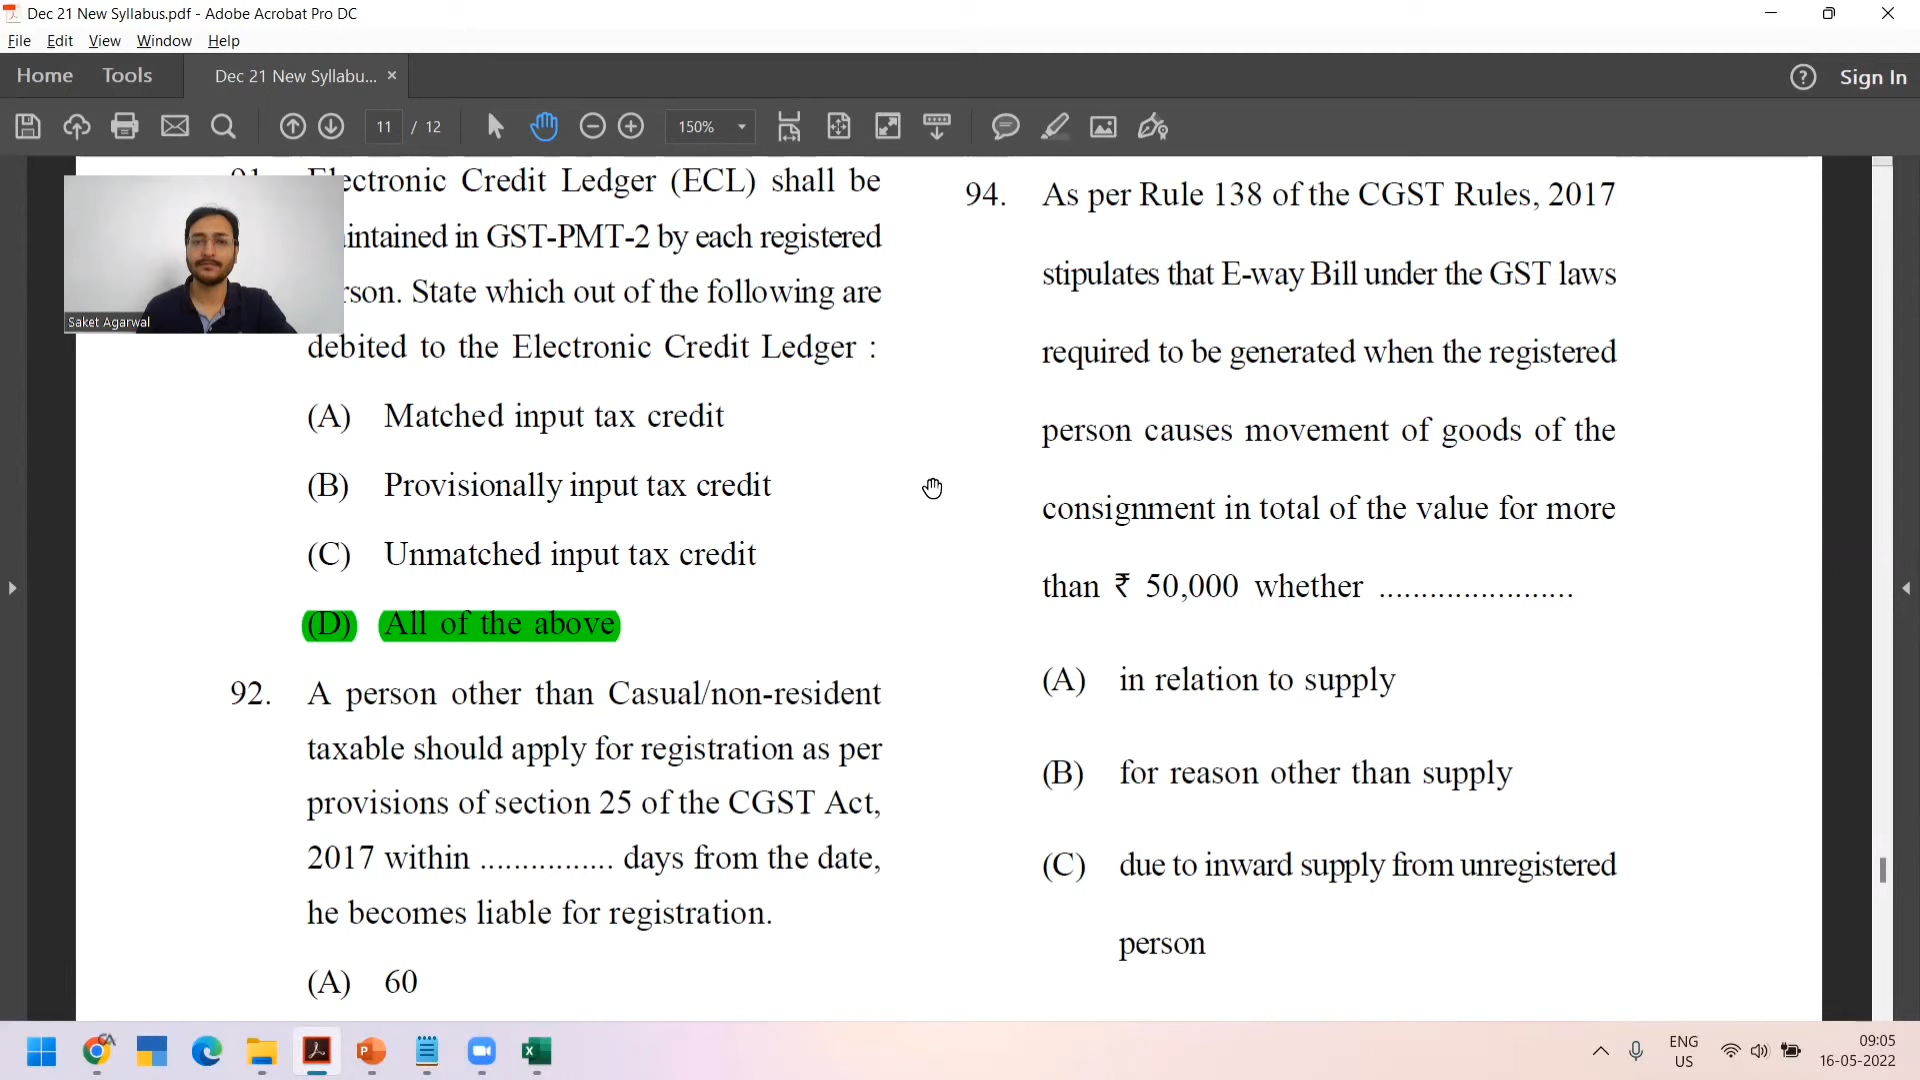 Dec 21 New Syllabus.pdf - Adobe Acrobat Pro DC
File Edit View Window Help
Home Tools Dec 21 New Syllabu... × Sign In
11 / 12 150%
Electronic Credit Ledger (ECL) shall be
intained in GST-PMT-2 by each registered
rson. State which out of the following are
debited to the Electronic Credit Ledger :
(A) Matched input tax credit
(B) Provisionally input tax credit
(C) Unmatched input tax credit
(D) All of the above
92. A person other than Casual/non-resident
taxable should apply for registration as per
provisions of section 25 of the CGST Act,
2017 within ................ days from the date,
he becomes liable for registration.
(A) 60
94. As per Rule 138 of the CGST Rules, 2017
stipulates that E-way Bill under the GST laws
required to be generated when the registered
person causes movement of goods of the
consignment in total of the value for more
than ₹ 50,000 whether .......................
(A) in relation to supply
(B) for reason other than supply
(C) due to inward supply from unregistered
person
Saket Agarwal
ENG
US
09:05
16-05-2022